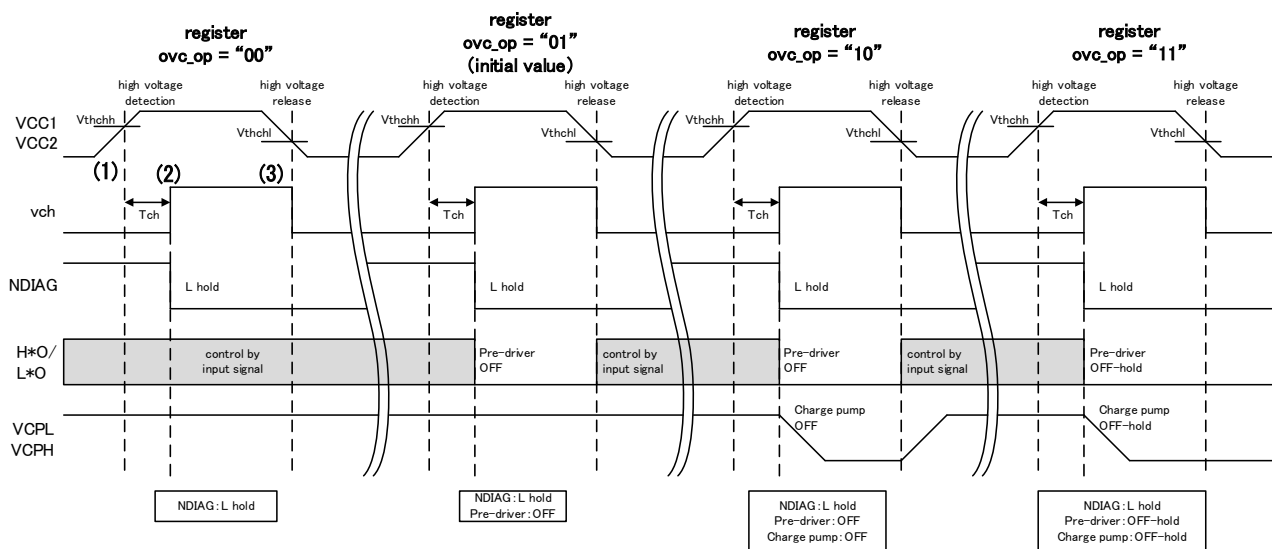 register
ovc_op = “00”
register
ovc_op = “01”
(initial value)
register
ovc_op = “10”
register
ovc_op = “11”
high voltage
detection
high voltage
release
high voltage
detection
high voltage
release
high voltage
detection
high voltage
release
high voltage
detection
high voltage
release
VCC1
VCC2
Vthchh
Vthchl
Vthchh
Vthchl
Vthchh
Vthchl
Vthchh
Vthchl
(1)
(2)
(3)
vch
Tch
Tch
Tch
Tch
NDIAG
L hold
L hold
L hold
L hold
H*O/
L*O
control by
input signal
Pre-driver
OFF
control by
input signal
Pre-driver
OFF
control by
input signal
Pre-driver
OFF-hold
VCPL
VCPH
Charge pump
OFF
Charge pump
OFF-hold
NDIAG:L hold
NDIAG:L hold
Pre-driver:OFF
NDIAG:L hold
Pre-driver:OFF
Charge pump:OFF
NDIAG:L hold
Pre-driver:OFF-hold
Charge pump:OFF-hold